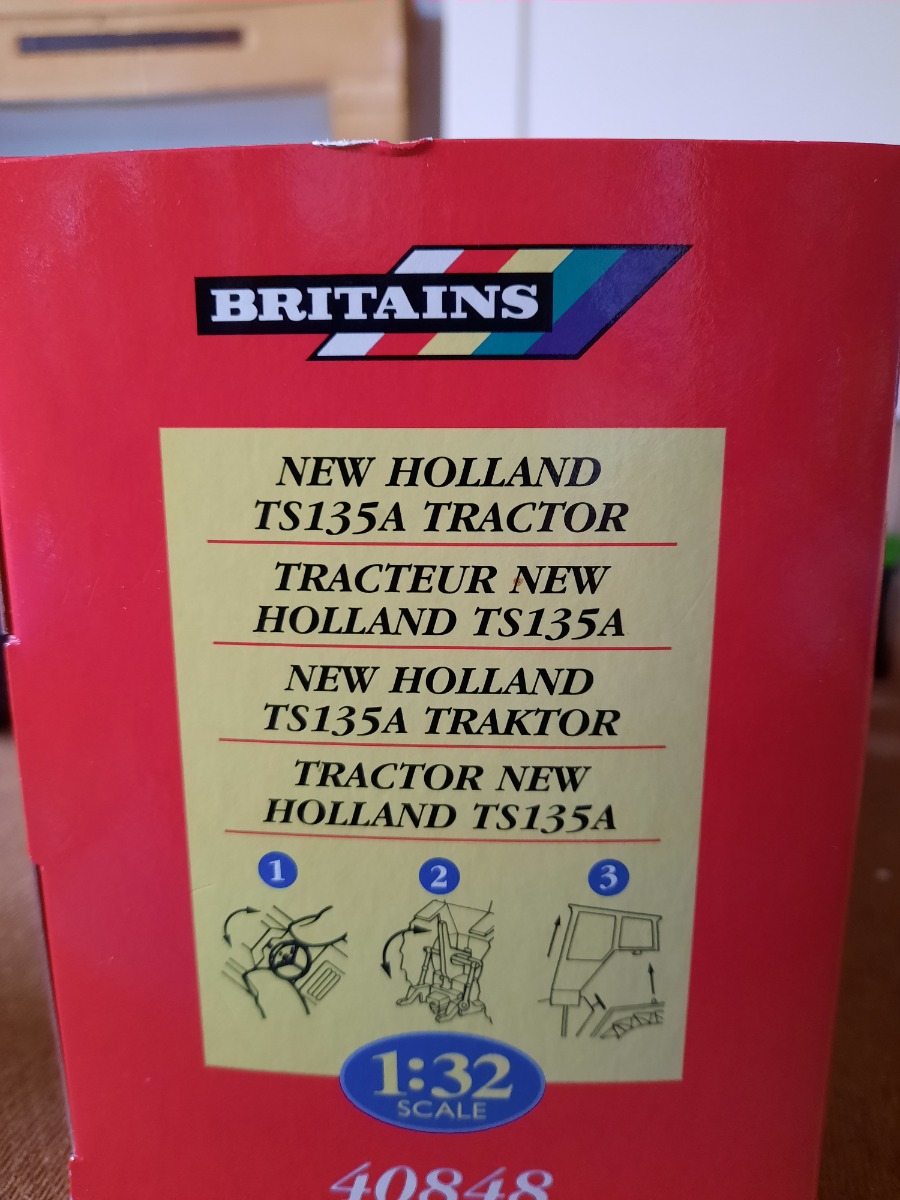 BRITAINS
NEW HOLLAND
TS135A TRACTOR
TRACTEUR NEW
HOLLAND TS135A
NEW HOLLAND
TS135A TRAKTOR
TRACTOR NEW
HOLLAND TS135A
1 2 3
1:32
SCALE
40848